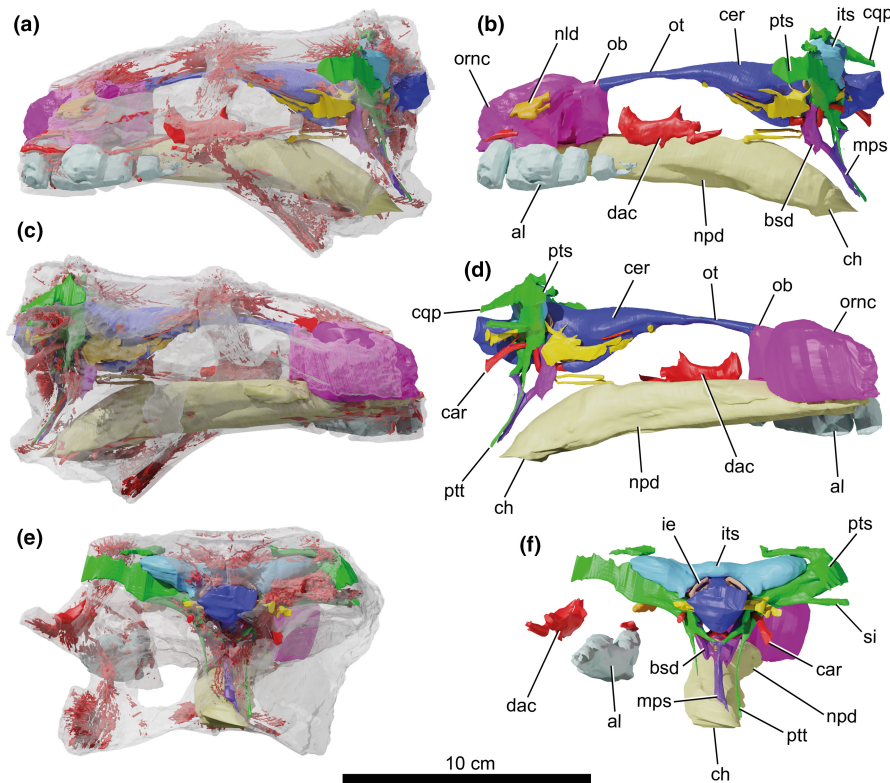 (a)
(b)
ornc
nld
ob
ot
cer
pts
its
cqp
mps
al
dac
npd
bsd
ch
(c)
(d)
cqp
pts
cer
ot
ob
ornc
car
ptt
ch
npd
dac
al
(e)
(f)
ie
its
pts
si
dac
al
bsd
mps
car
npd
ptt
ch
10 cm